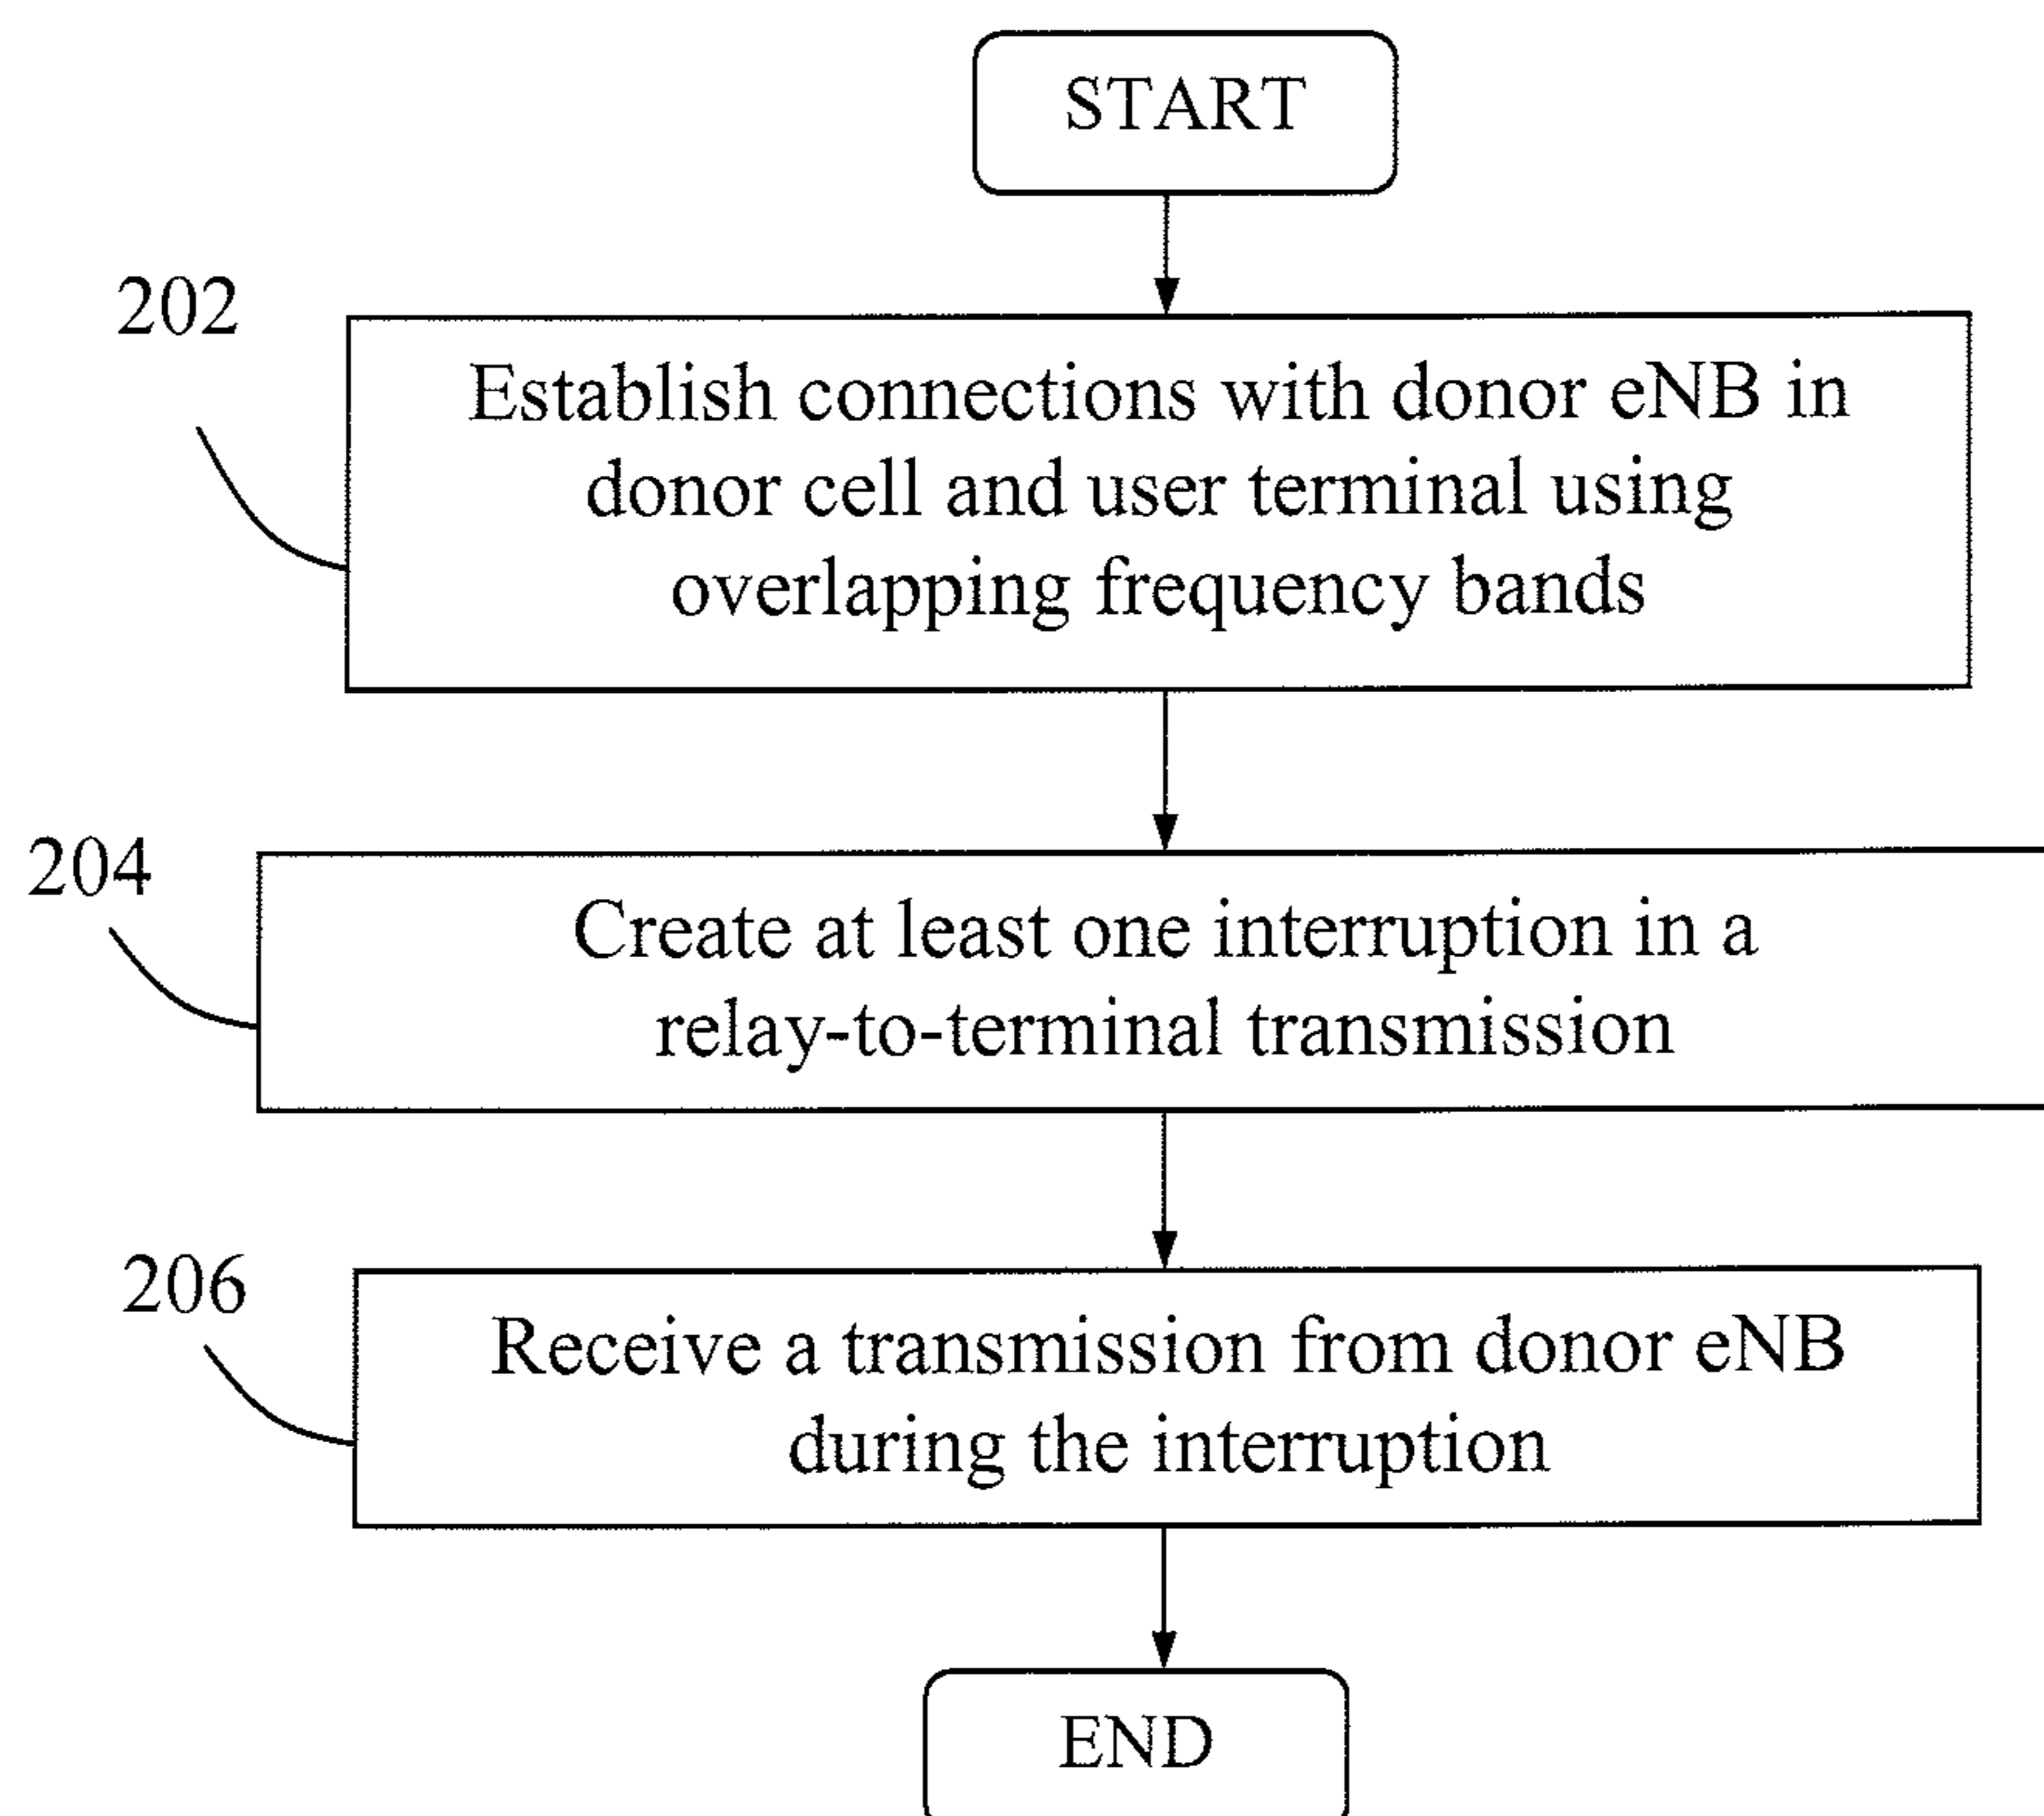 START
202
Establish connections with donor eNB in
donor cell and user terminal using
overlapping frequency bands
204
Create at least one interruption in a
relay-to-terminal transmission
206
Receive a transmission from donor eNB
during the interruption
END